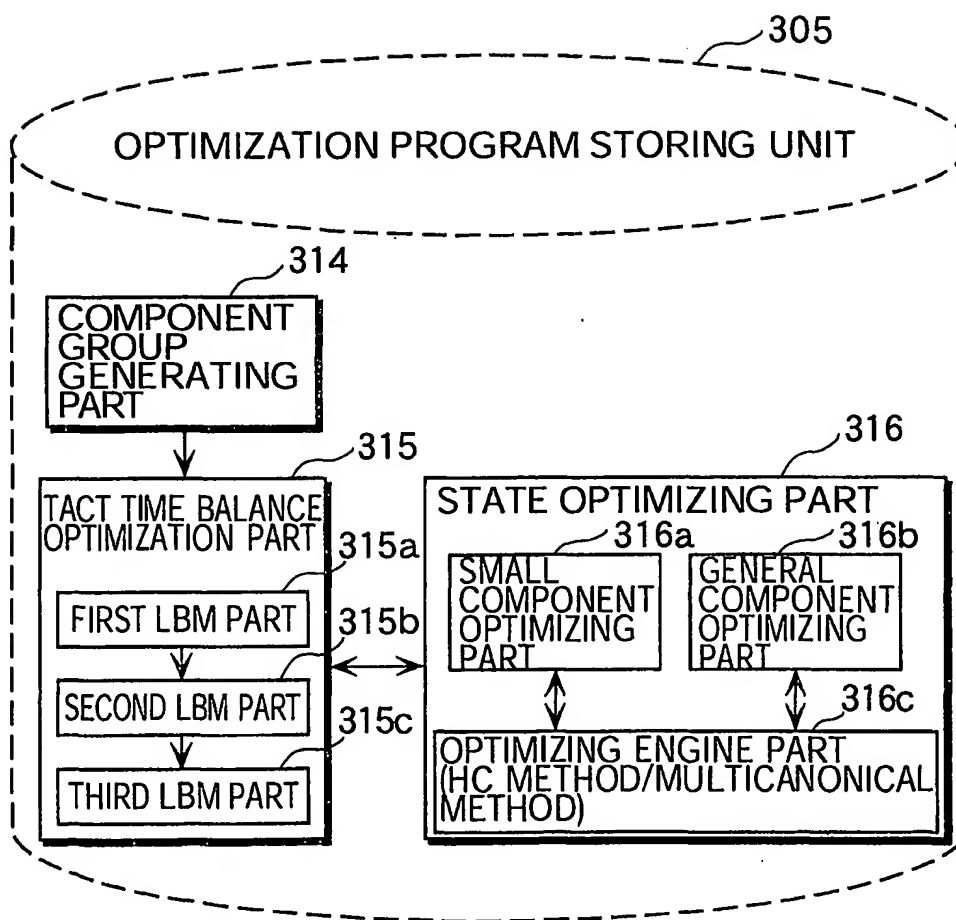 305
OPTIMIZATION PROGRAM STORING UNIT
314
COMPONENT
GROUP
GENERATING
PART
315
TACT TIME BALANCE
OPTIMIZATION PART
315a
FIRST LBM PART
315b
SECOND LBM PART
315c
THIRD LBM PART
316
STATE OPTIMIZING PART
316a
SMALL
COMPONENT
OPTIMIZING
PART
316b
GENERAL
COMPONENT
OPTIMIZING
PART
316c
OPTIMIZING ENGINE PART
(HC METHOD/MULTICANONICAL
METHOD)